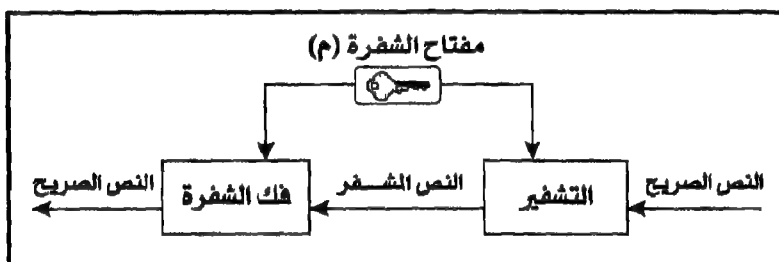 مفتاح الشفرة (م)
النص الصريح
التشفير
النص المشفر
فك الشفرة
النص الصريح